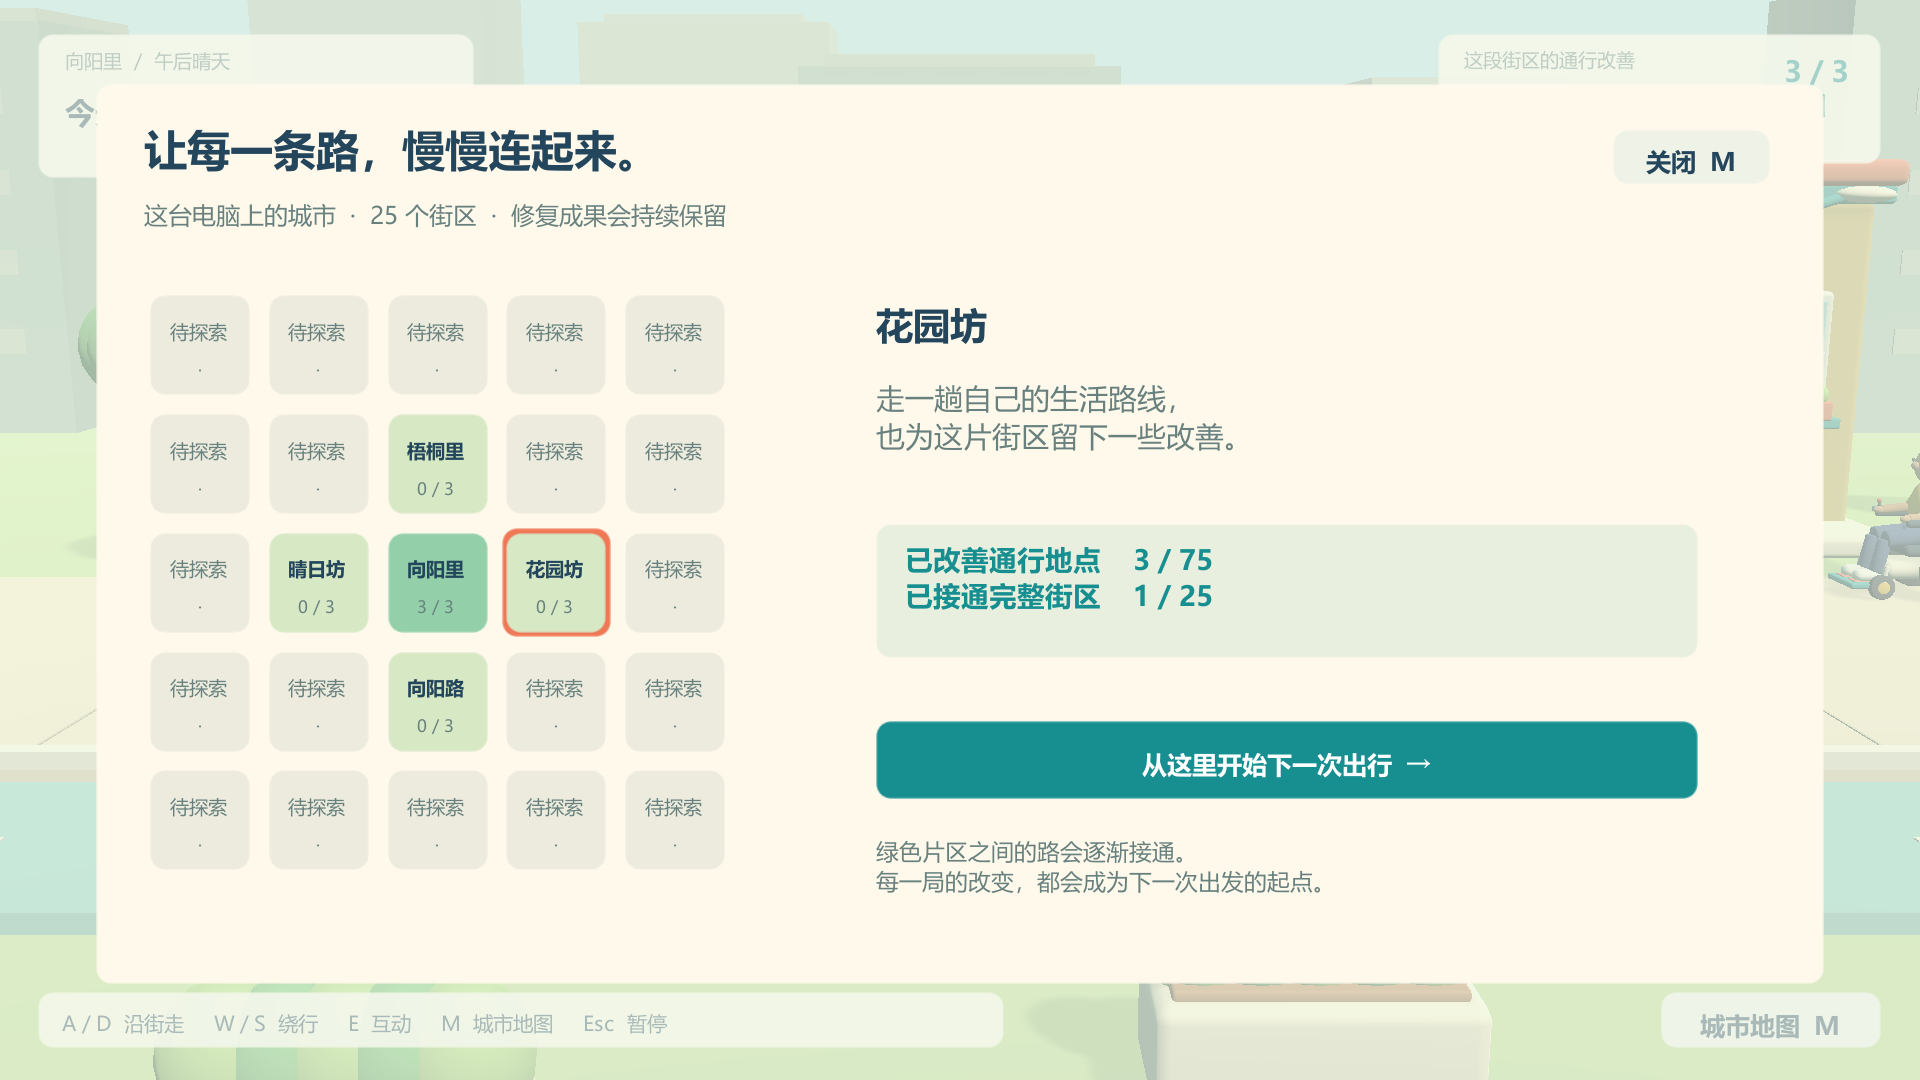 向阳里 / 午后晴天
今
这段街区的通行改善
3 / 3
让每一条路，慢慢连起来。
关闭 M
这台电脑上的城市 · 25 个街区 · 修复成果会持续保留
待探索 待探索 待探索 待探索 待探索
· · · · ·
待探索 待探索 梧桐里 待探索 待探索
· · 0 / 3 · ·
待探索 晴日坊 向阳里 花园坊 待探索
· 0 / 3 3 / 3 0 / 3 ·
待探索 待探索 向阳路 待探索 待探索
· · 0 / 3 · ·
待探索 待探索 待探索 待探索 待探索
· · · · ·
花园坊
走一趟自己的生活路线，
也为这片街区留下一些改善。
已改善通行地点 3 / 75
已接通完整街区 1 / 25
从这里开始下一次出行 →
绿色片区之间的路会逐渐接通。
每一局的改变，都会成为下一次出发的起点。
A / D 沿街走 W / S 绕行 E 互动 M 城市地图 Esc 暂停
城市地图 M